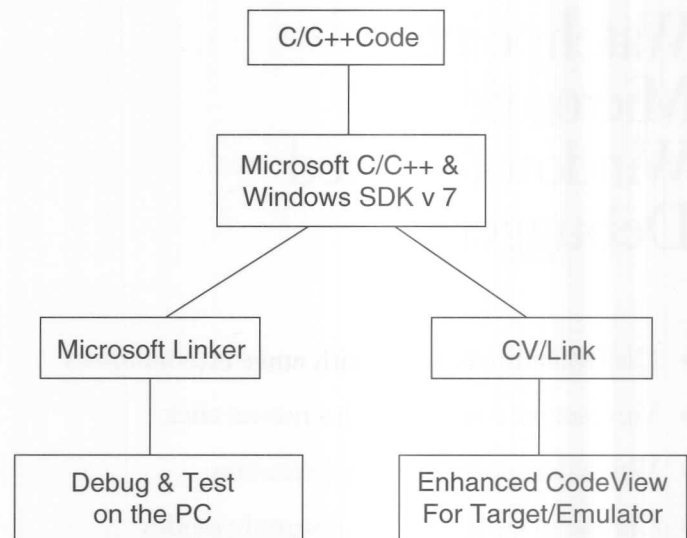 C/C++Code
Microsoft C/C++ &
Windows SDK v 7
Microsoft Linker
CV/Link
Debug & Test
on the PC
Enhanced CodeView
For Target/Emulator